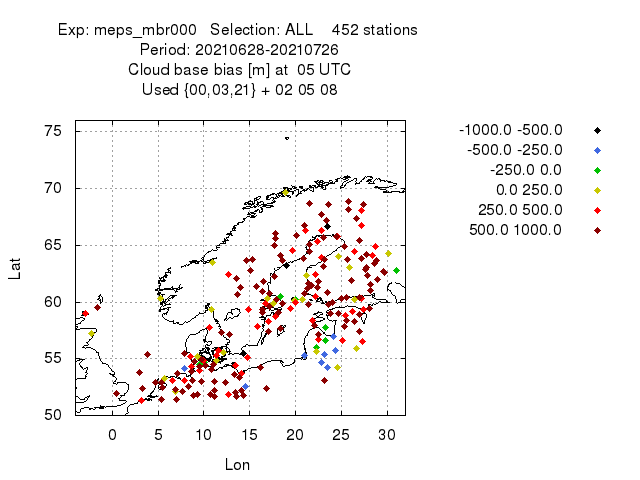 Exp: meps_mbr000 Selection: ALL 452 stations
Period: 20210628-20210726
Cloud base bias [m] at 05 UTC
Used {00,03,21} + 02 05 08
-1000.0 -500.0
-500.0 -250.0
-250.0 0.0
0.0 250.0
250.0 500.0
500.0 1000.0
75
70
65
60
55
50
Lat
0 5 10 15 20 25 30
Lon